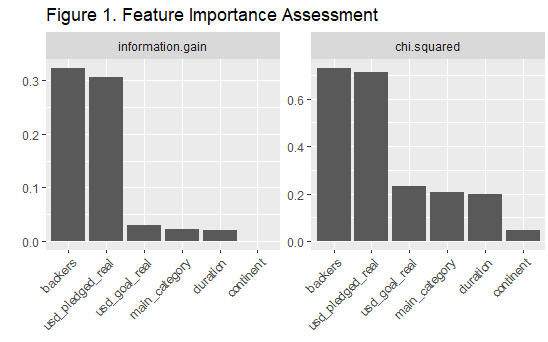 Figure 1. Feature Importance Assessment
information.gain
chi.squared
0.3
0.2
0.1
0.0
0.6
0.4
0.2
0.0
backers
usd_pledged_real
usd_goal_real
main_category
duration
continent
backers
usd_pledged_real
usd_goal_real
main_category
duration
continent